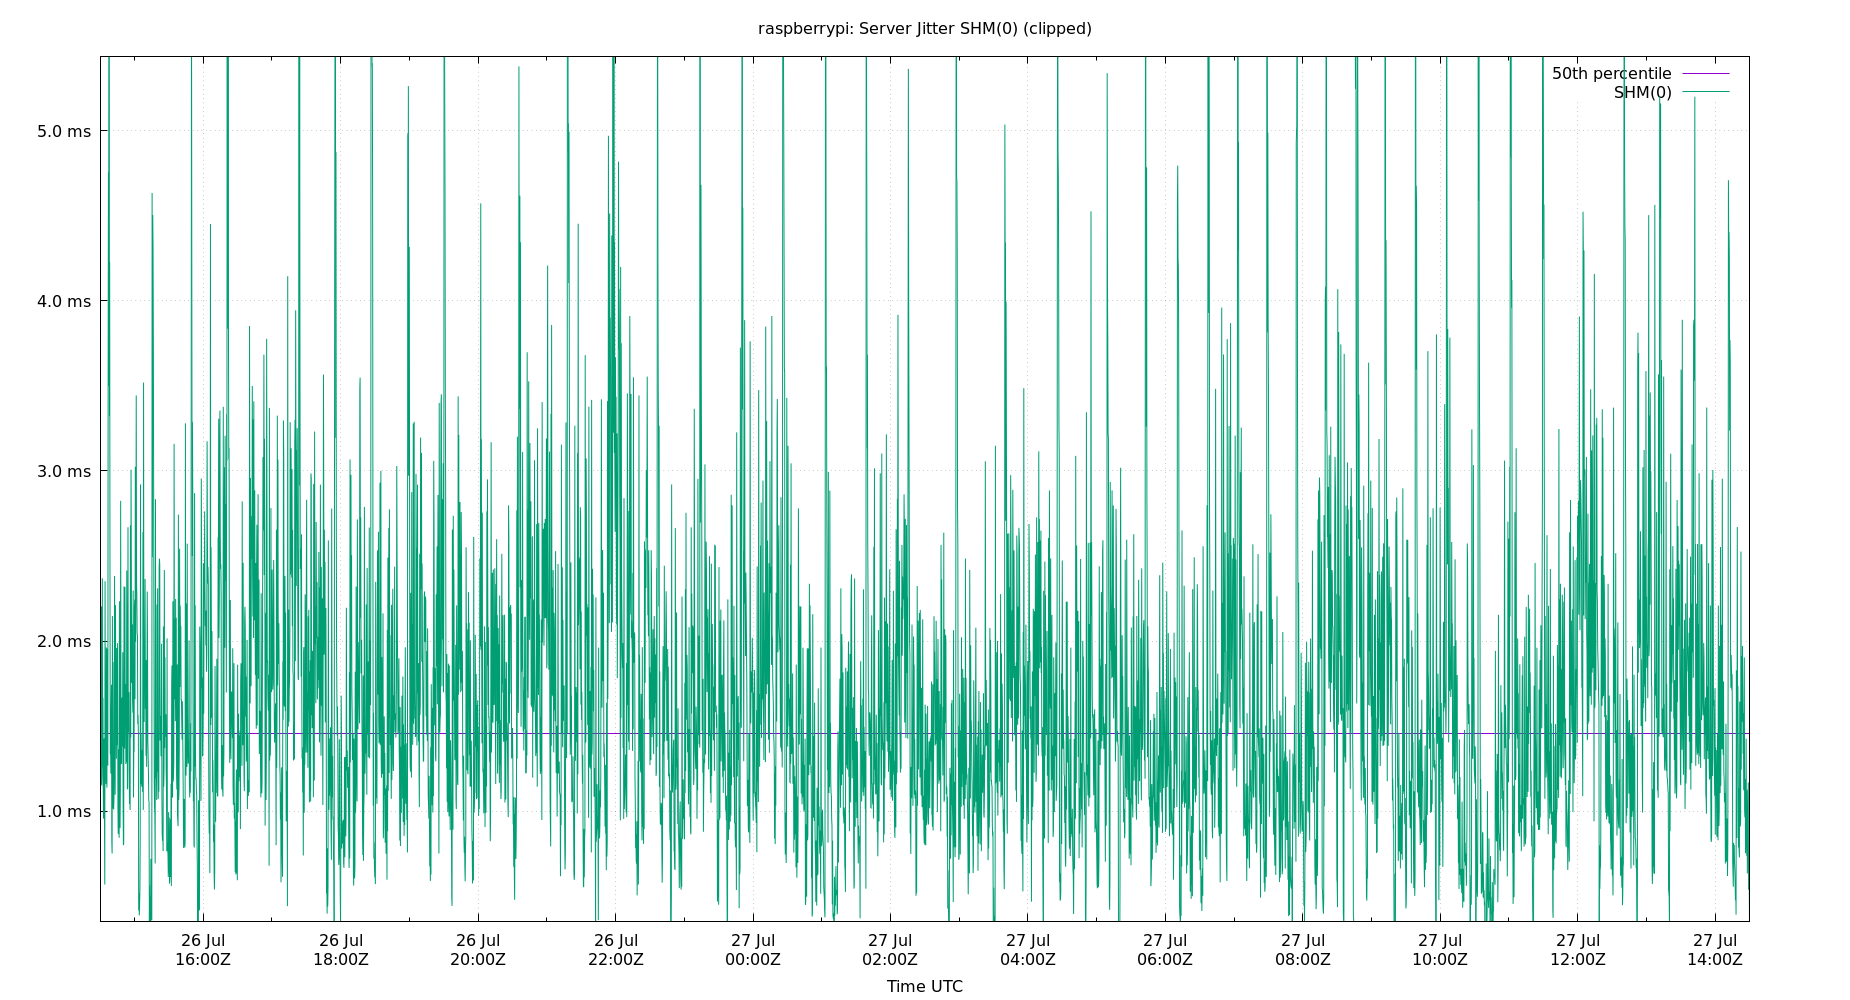 raspberrypi: Server Jitter SHM(0) (clipped)
50th percentile
SHM(0)
5.0 ms
4.0 ms
3.0 ms
2.0 ms
1.0 ms
26 Jul 26 Jul 26 Jul 26 Jul 27 Jul 27 Jul 27 Jul 27 Jul 27 Jul 27 Jul 27 Jul 27 Jul
16:00Z 18:00Z 20:00Z 22:00Z 00:00Z 02:00Z 04:00Z 06:00Z 08:00Z 10:00Z 12:00Z 14:00Z
Time UTC